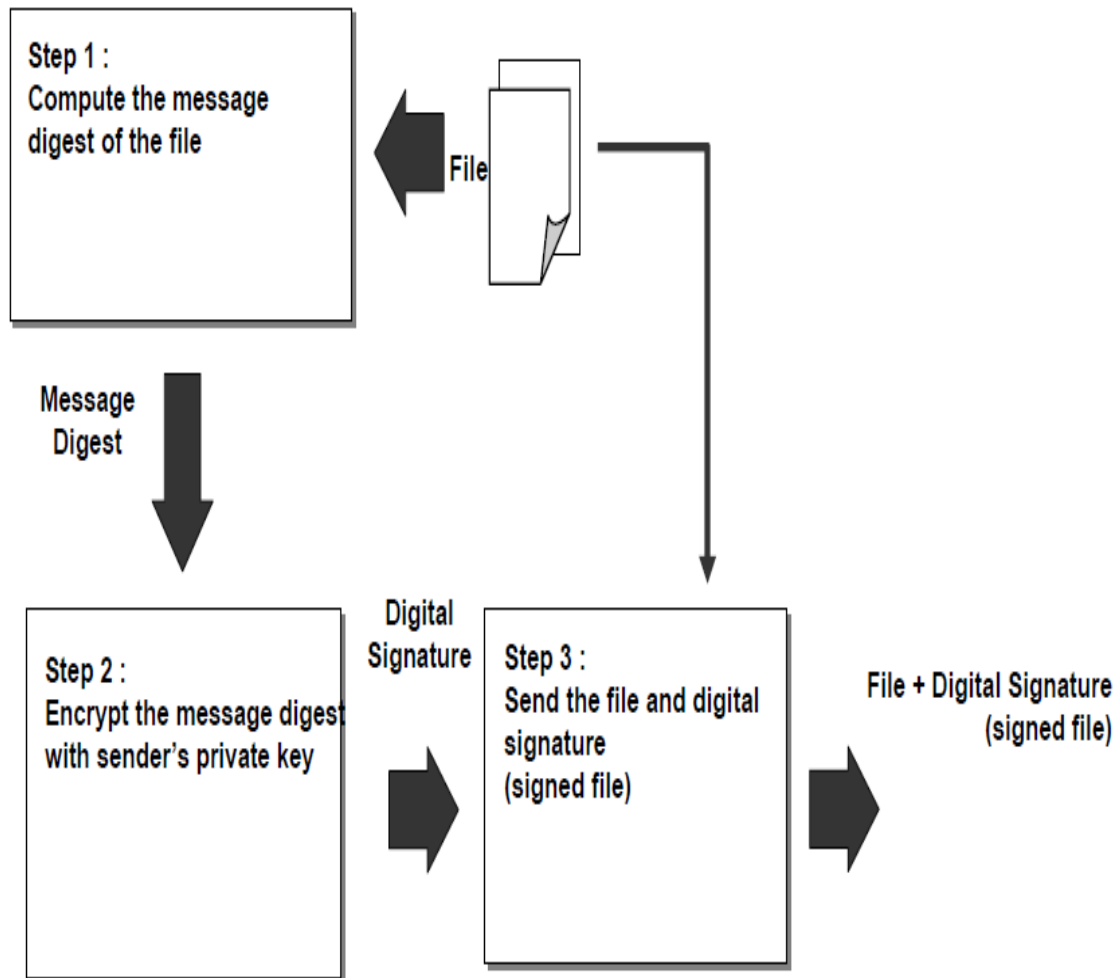 Step 1 :
Compute the message
digest of the file
File
Message
Digest
Step 2 :
Encrypt the message digest
with sender's private key
Digital
Signature
Step 3 :
Send the file and digital
signature
(signed file)
File + Digital Signature
(signed file)